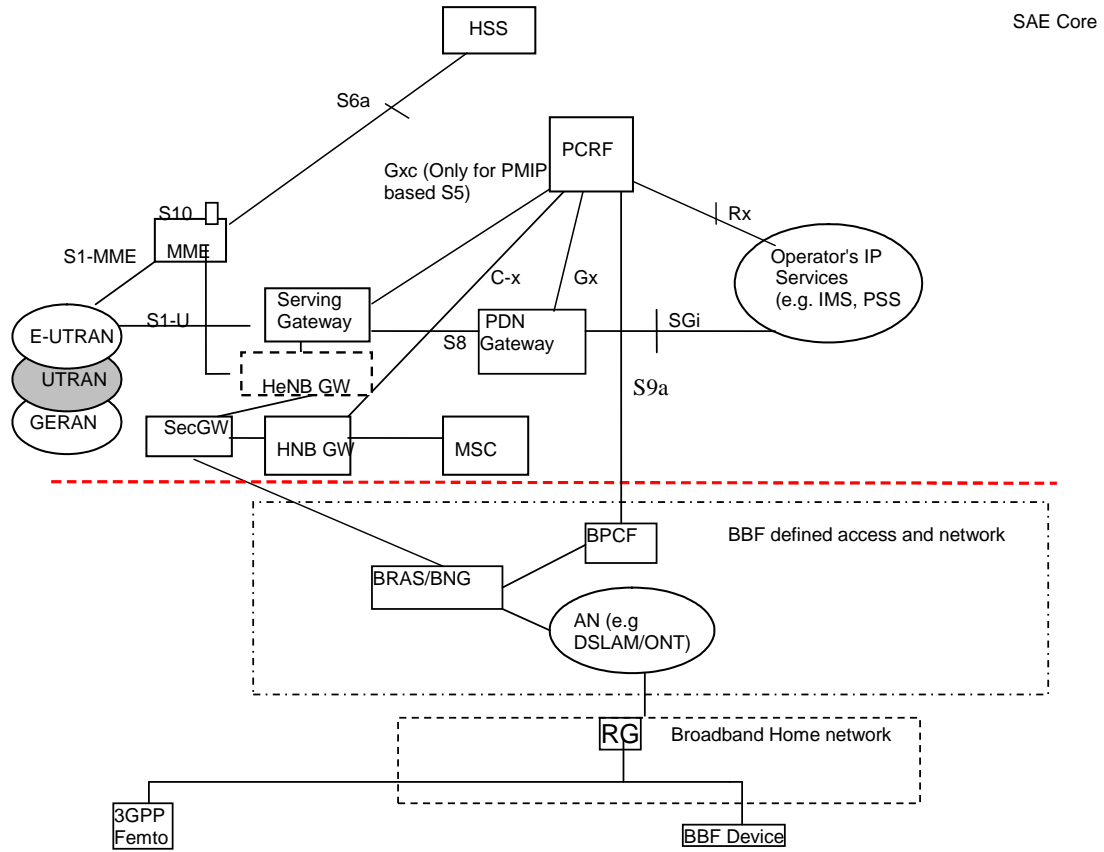 SAE Core
HSS
S6a
PCRF
Gxc (Only for PMIP
based S5)
Rx
S10
MME
S1-MME
Operator's IP
Services
(e.g. IMS, PSS
C-x
Gx
Serving
Gateway
S1-U
E-UTRAN
S8
PDN
Gateway
SGi
UTRAN
HeNB GW
S9a
GERAN
SecGW
HNB GW
MSC
BPCF
BBF defined access and network
BRAS/BNG
AN (e.g
DSLAM/ONT)
RG
Broadband Home network
3GPP
Femto
BBF Device